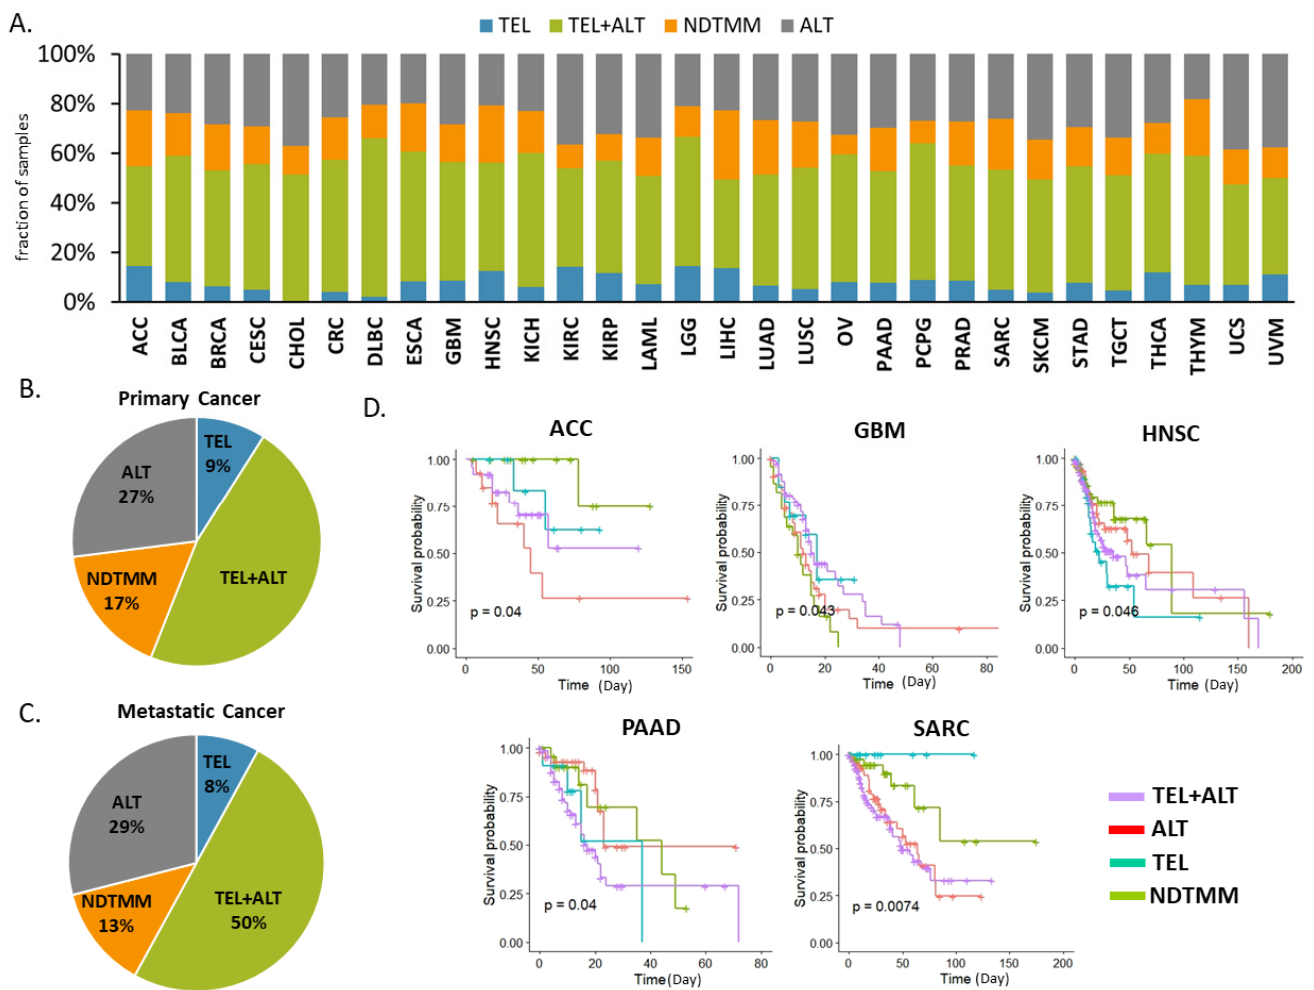 A.
TEL TEL+ALT NDTMM ALT
fraction of samples
100%
80%
60%
40%
20%
0%
ACC BLCA BRCA CESC CHOL CRC DLBC ESCA GBM HNSC KICH KIRC KIRP LAML LGG LIHC LUAD LUSC OV PAAD PCPG PRAD SARC SKCM STAD TGCT THCA THYM UCS UVM
B.
Primary Cancer
TEL
9%
ALT
27%
NDTMM
17%
TEL+ALT
C.
Metastatic Cancer
TEL
8%
ALT
29%
NDTMM
13%
TEL+ALT
50%
D.
ACC
Survival probability
1.00
0.75
0.50
0.25
0.00
p = 0.04
0 50 100 150
Time (Day)
GBM
Survival probability
1.00
0.75
0.50
0.25
0.00
p = 0.043
0 20 40 60 80
Time (Day)
HNSC
Survival probability
1.00
0.75
0.50
0.25
0.00
p = 0.046
0 50 100 150 200
Time (Day)
PAAD
Survival probability
1.00
0.75
0.50
0.25
0.00
p = 0.04
0 20 40 60 80
Time(Day)
SARC
Survival probability
1.00
0.75
0.50
0.25
0.00
p = 0.0074
0 50 100 150 200
Time (Day)
TEL+ALT
ALT
TEL
NDTMM